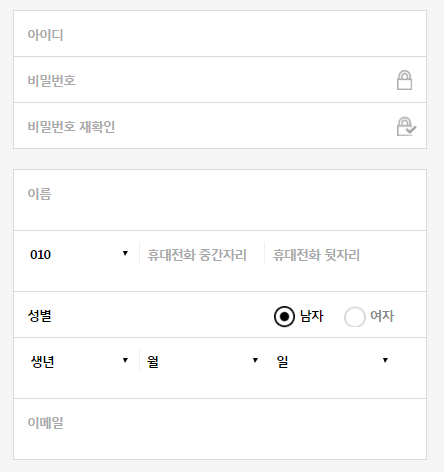 아이디
비밀번호
비밀번호 재확인
이름
010 휴대전화 중간자리 휴대전화 뒷자리
성별 남자 여자
생년 월 일
이메일